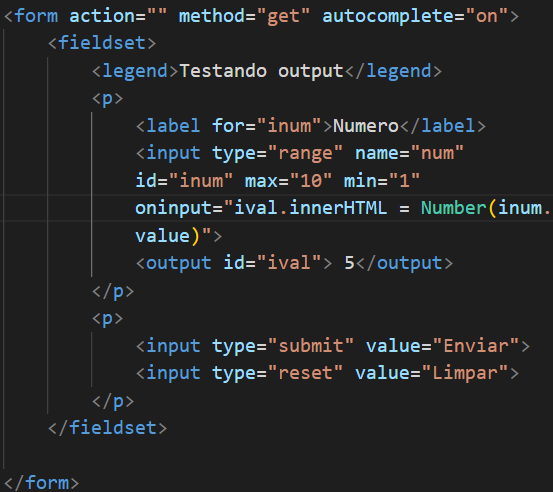 <form action="" method="get" autocomplete="on">
<fieldset>
<legend>Testando output</legend>
<p>
<label for="inum">Numero</label>
<input type="range" name="num"
id="inum" max="10" min="1"
oninput="ival.innerHTML = Number(inum.
value)">
<output id="ival"> 5</output>
</p>
<p>
<input type="submit" value="Enviar">
<input type="reset" value="Limpar">
</p>
</fieldset>
</form>